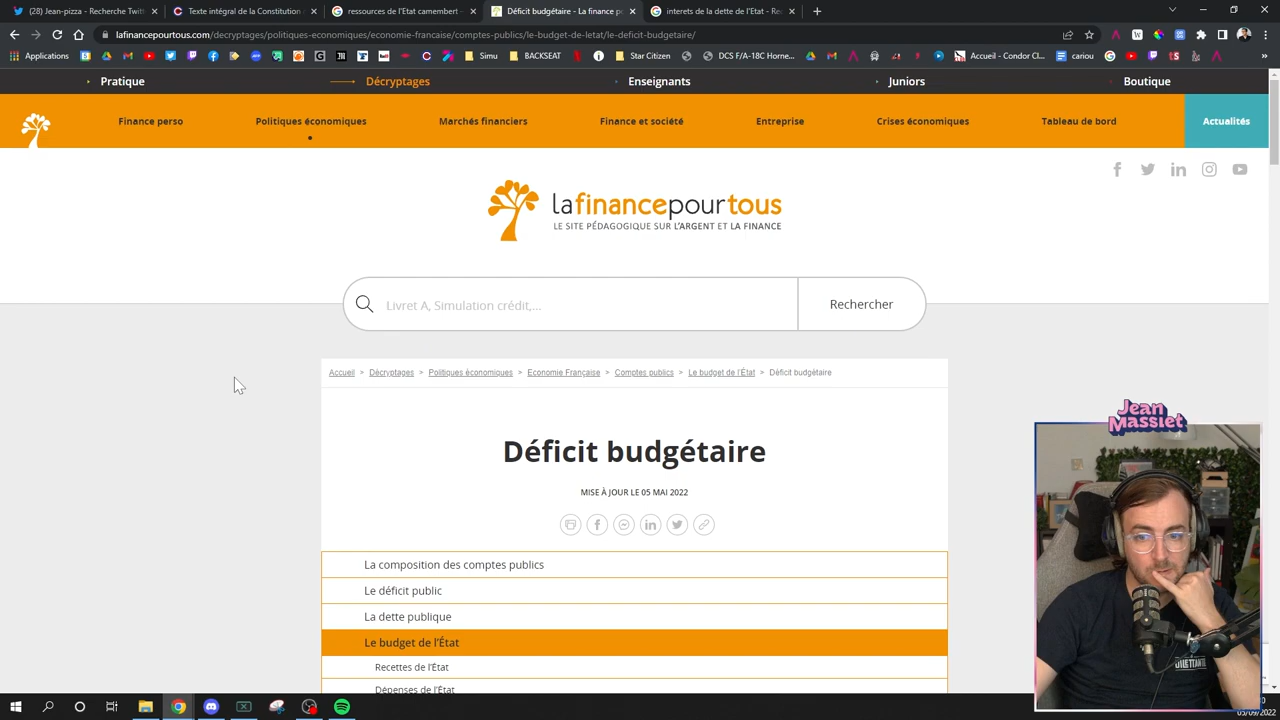 Jean-pizza - Recherche Twitt
Texte intégral de la Constitution
ressources de l'Etat camembert -
Déficit budgétaire - La finance po
interets de la dette de l'Etat - Rec
lafinancepourtous.com/decryptages/politiques-economiques/economie-francaise/comptes-publics/le-budget-de-letat/le-deficit-budgetaire/
Applications
Simu
BACKSEAT
Star Citizen
DCS F/A-18C Horne...
Accueil - Condor Cl...
cariou
Pratique
Décryptages
Enseignants
Juniors
Boutique
Finance perso
Politiques économiques
Marchés financiers
Finance et société
Entreprise
Crises économiques
Tableau de bord
Actualités
lafinancepourtous
LE SITE PÉDAGOGIQUE SUR L'ARGENT ET LA FINANCE
Livret A, Simulation crédit,...
Rechercher
Accueil > Décryptages > Politiques économiques > Economie Française > Comptes publics > Le budget de l'État > Déficit budgétaire
Jean
Massiet
Déficit budgétaire
MISE À JOUR LE 05 MAI 2022
La composition des comptes publics
Le déficit public
La dette publique
Le budget de l'État
Recettes de l'État
Dépenses de l'État
05/09/2022